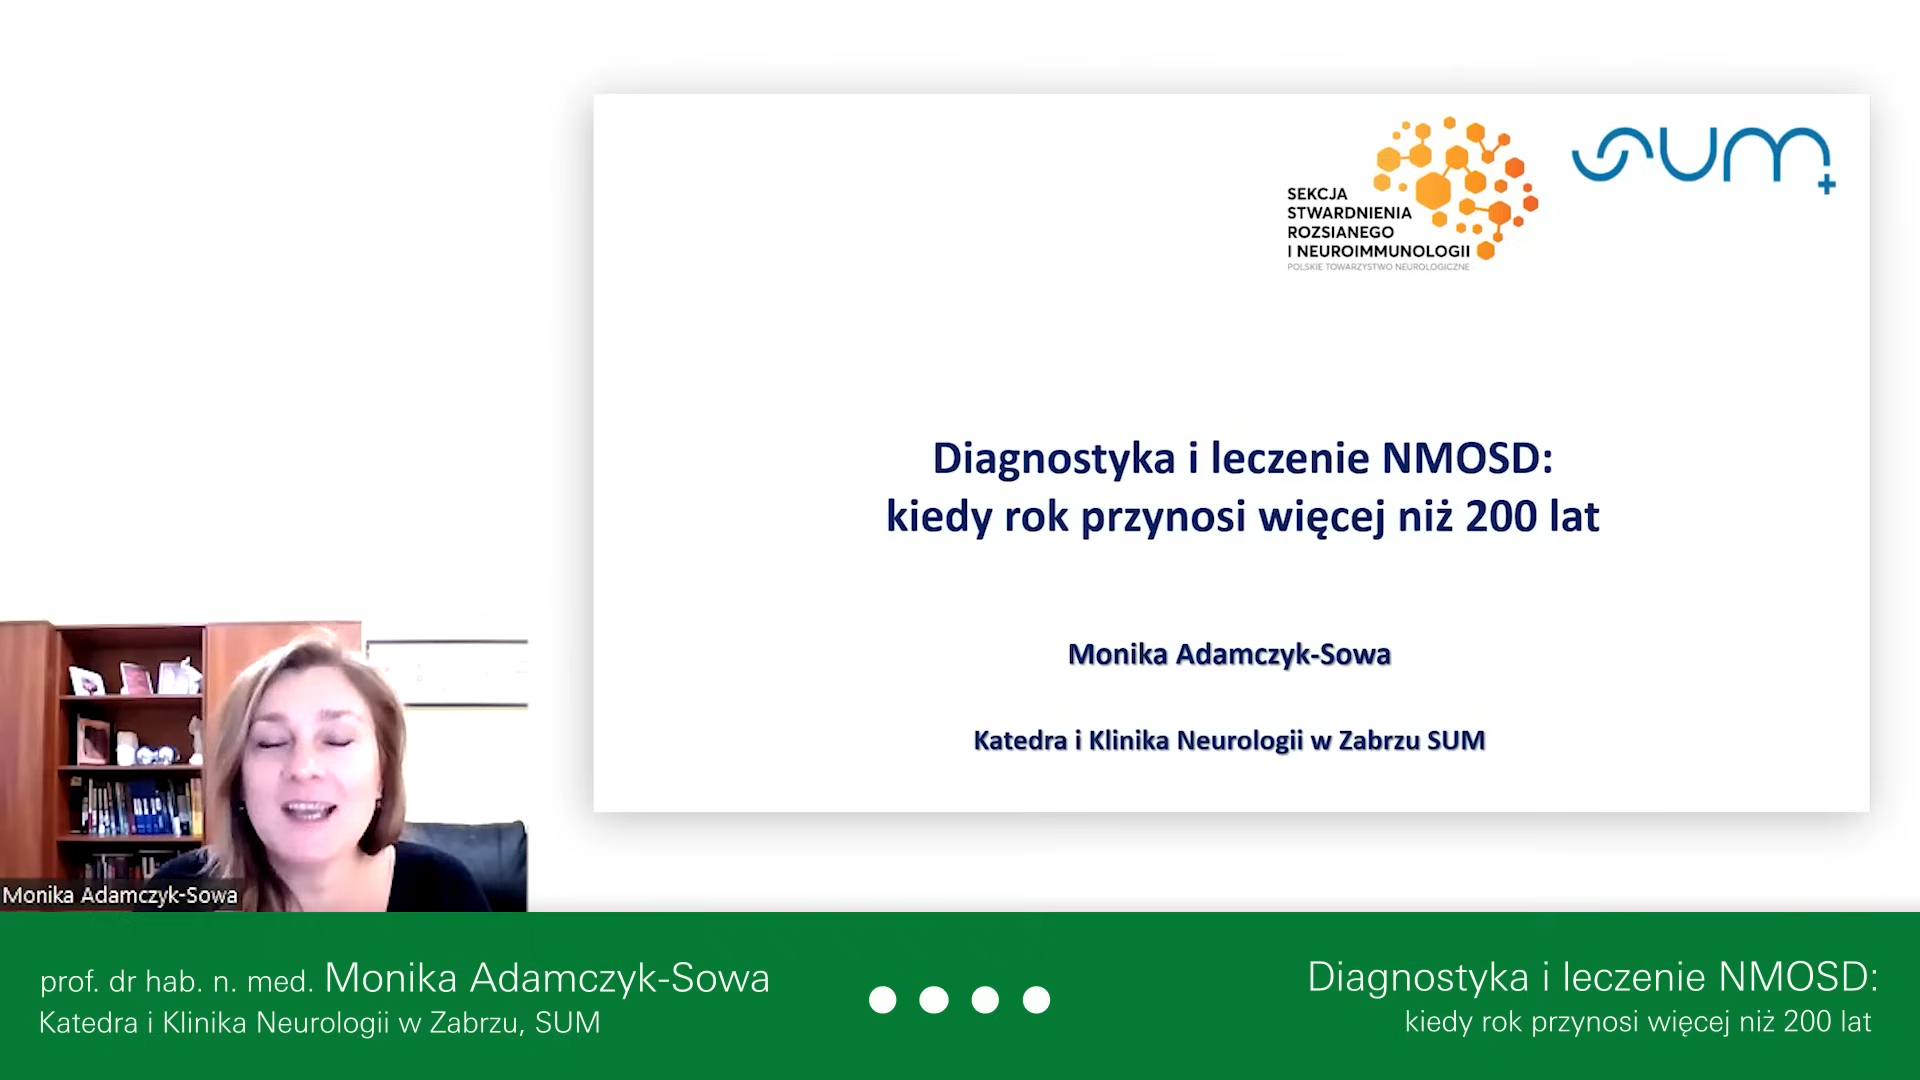 SEKCJA
STWARDNIENIA
ROZSIANEGO
I NEUROIMMUNOLOGII
POLSKIE TOWARZYSTWO NEUROLOGICZNE
sum
Diagnostyka i leczenie NMOSD:
kiedy rok przynosi więcej niż 200 lat
Monika Adamczyk-Sowa
Katedra i Klinika Neurologii w Zabrzu SUM
Monika Adamczyk-Sowa
prof. dr hab. n. med. Monika Adamczyk-Sowa
Katedra i Klinika Neurologii w Zabrzu, SUM
Diagnostyka i leczenie NMOSD:
kiedy rok przynosi więcej niż 200 lat